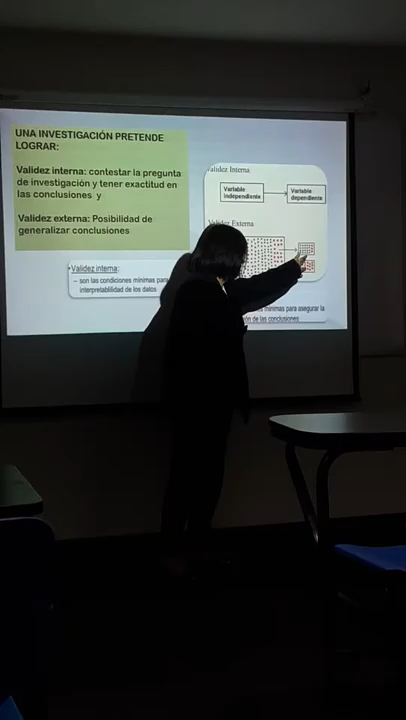 UNA INVESTIGACIÓN PRETENDE
LOGRAR:
Validez interna: contestar la pregunta
de investigación y tener exactitud en
las conclusiones y
Validez externa: Posibilidad de
generalizar conclusiones
•Validez interna:
– son las condiciones mínimas para
interpretabilidad de los datos
Validez Interna
Variable
independiente
Variable
dependiente
Validez Externa
mínimas para asegurar la
de las conclusiones